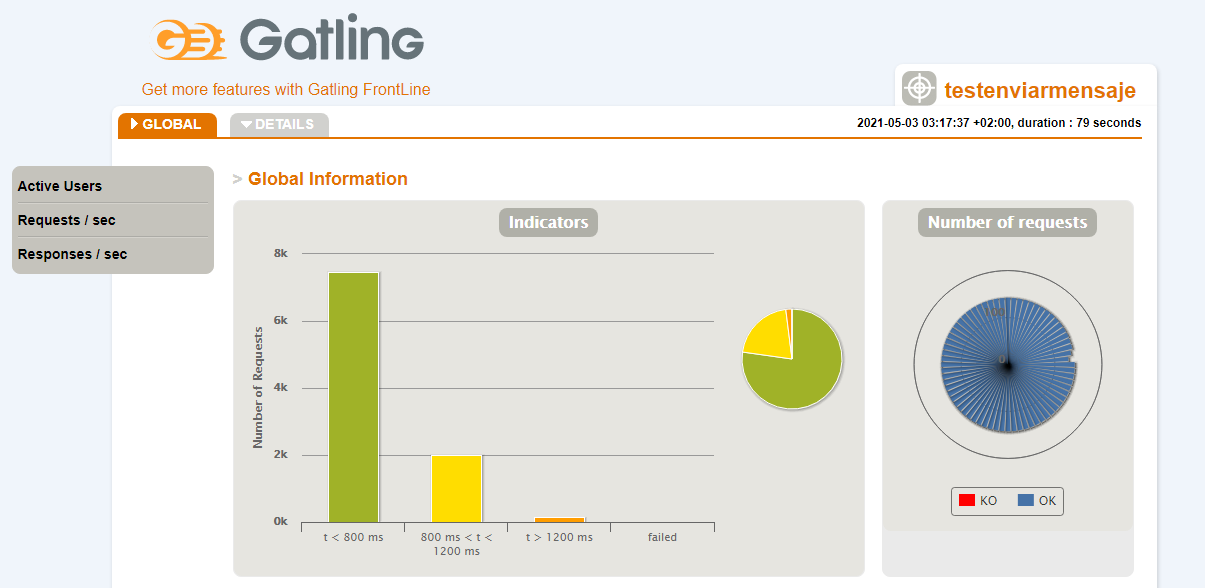 Gatling
Get more features with Gatling FrontLine
testenviarmensaje
GLOBAL
DETAILS
2021-05-03 03:17:37 +02:00, duration : 79 seconds
Active Users
Requests / sec
Responses / sec
> Global Information
Indicators
Number of Requests
8k
6k
4k
2k
0k
t < 800 ms
800 ms < t <
1200 ms
t > 1200 ms
failed
Number of requests
0
KO
OK